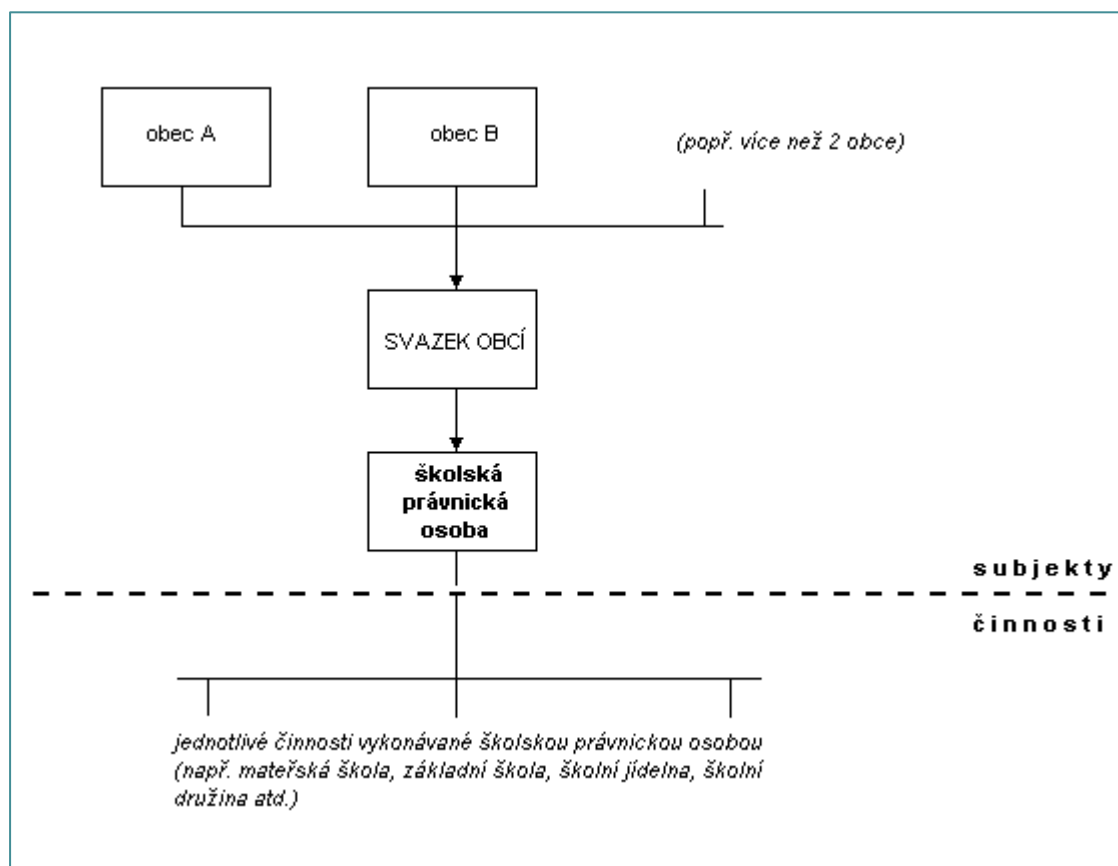 obec A
obec B
(popř. více než 2 obce)
SVAZEK OBCÍ
školská
právnická
osoba
subjekty
činnosti
jednotlivé činnosti vykonávané školskou právnickou osobou
(např. mateřská škola, základní škola, školní jídelna, školní
družina atd.)